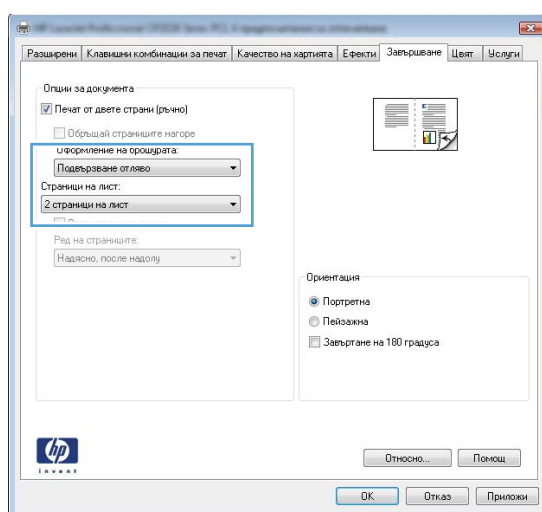 Разширени Клавишни комбинации за печат Качество на хартията Ефекти Завършване Цвят Услуги
Опции за документа
Печат от двете страни (ръчно)
Обръщай страниците нагоре
Оформление на брошурата:
Подвързване отляво
Страници на лист:
2 страници на лист
Ред на страниците:
Надясно, после надолу
Ориентация
Портретна
Пейзажна
Завъртане на 180 градуса
hp
invent
Относно... Помощ
OK Отказ Приложи